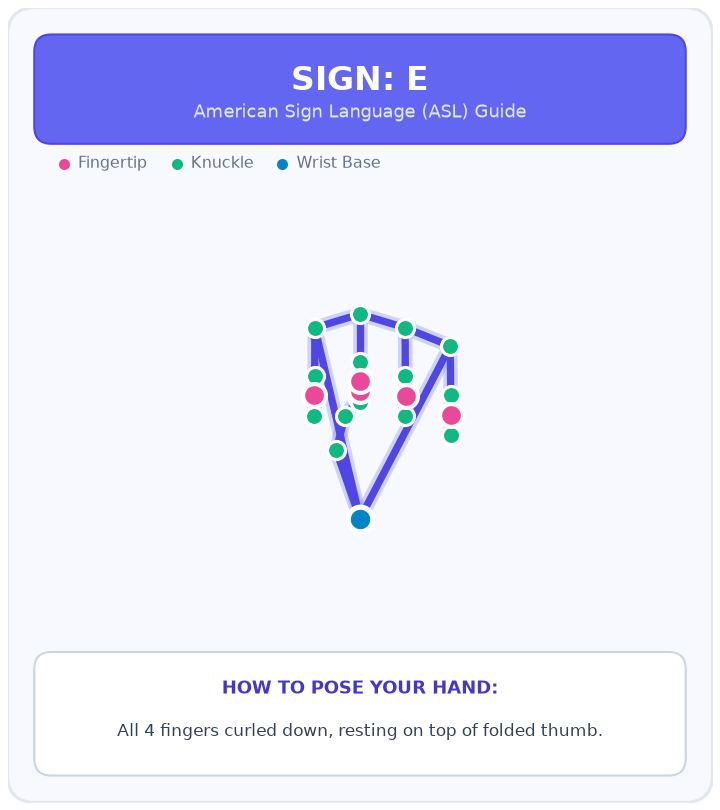 SIGN: E
American Sign Language (ASL) Guide
Fingertip Knuckle Wrist Base
HOW TO POSE YOUR HAND:
All 4 fingers curled down, resting on top of folded thumb.